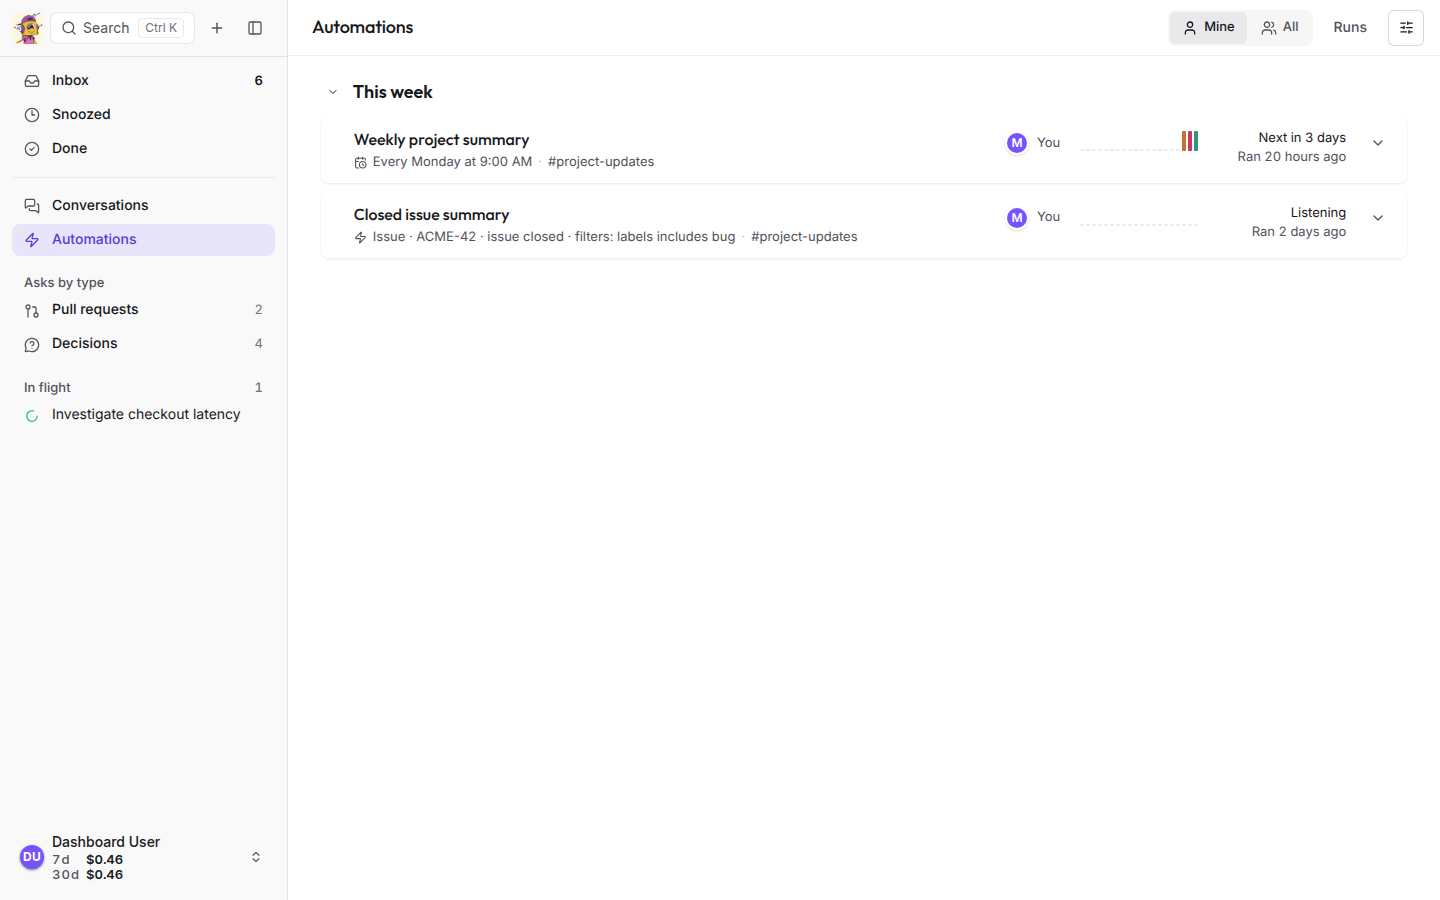 Search Ctrl K
Inbox 6
Snoozed
Done
Conversations
Automations
Asks by type
Pull requests 2
Decisions 4
In flight 1
Investigate checkout latency
DU Dashboard User
7d $0.46
30d $0.46
Automations
Mine All Runs
This week
Weekly project summary
Every Monday at 9:00 AM · #project-updates
M You
Next in 3 days
Ran 20 hours ago
Closed issue summary
Issue · ACME-42 · issue closed · filters: labels includes bug · #project-updates
M You
Listening
Ran 2 days ago